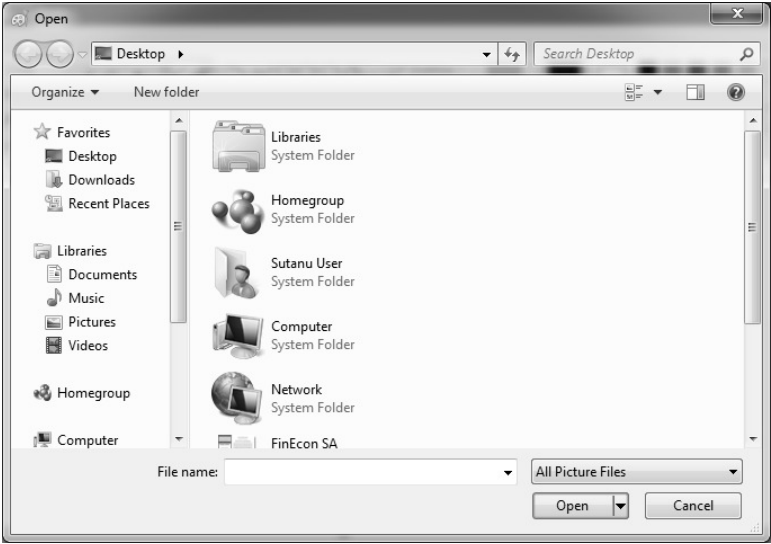 Open
Desktop
Search Desktop
Organize
New folder
Favorites
Desktop
Downloads
Recent Places
Libraries
Documents
Music
Pictures
Videos
Homegroup
Computer
Libraries
System Folder
Homegroup
System Folder
Sutanu User
System Folder
Computer
System Folder
Network
System Folder
FinEcon SA
File name:
All Picture Files
Open
Cancel